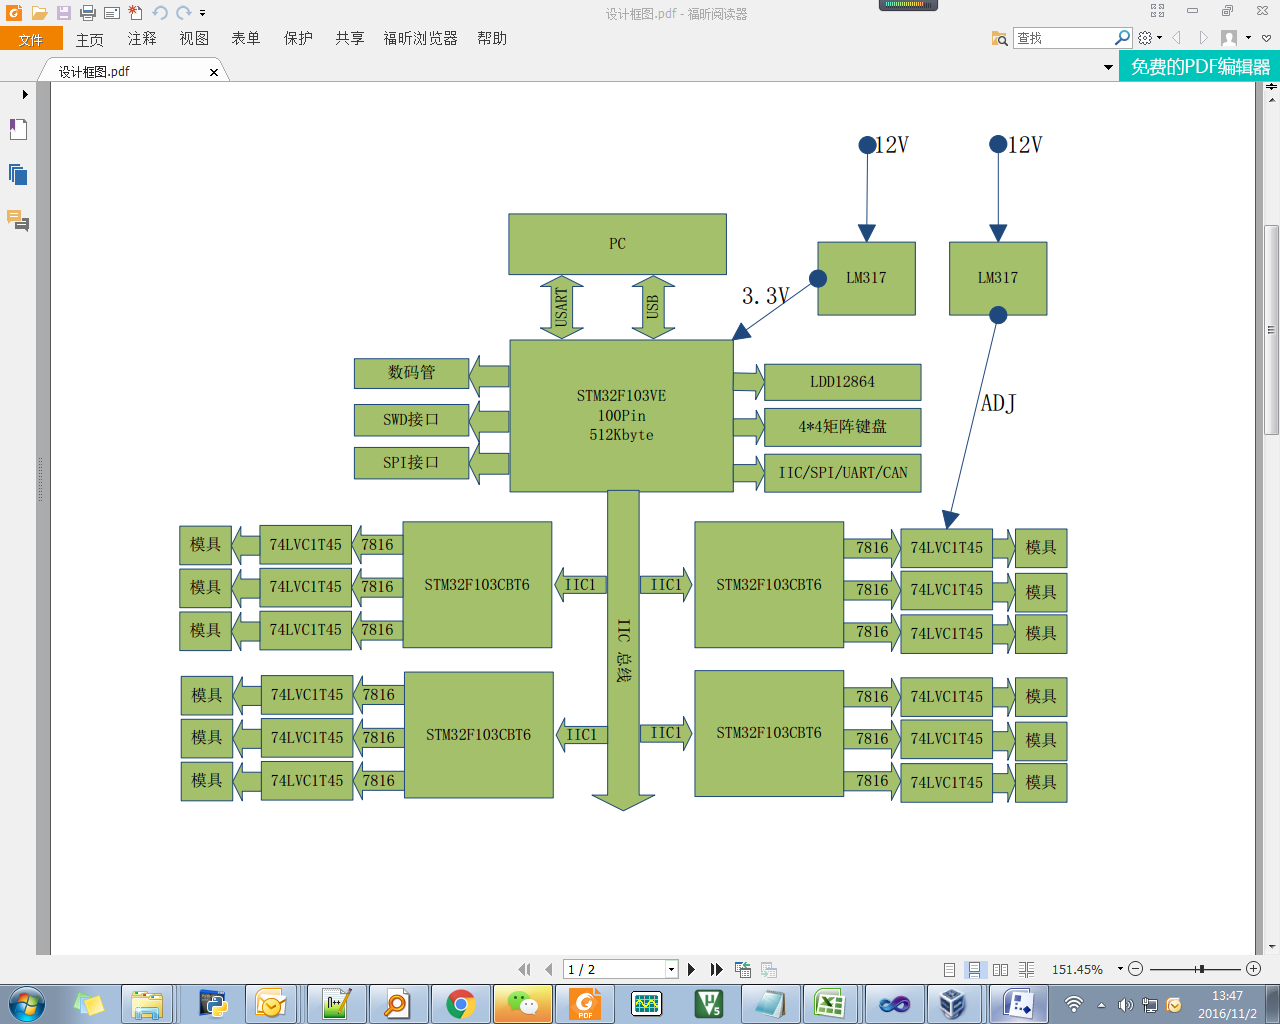 设计框图.pdf - 福昕阅读器
文件 主页 注释 视图 表单 保护 共享 福昕浏览器 帮助
查找
设计框图.pdf
免费的PDF编辑器
12V 12V
PC
LM317 LM317
USART USB
3.3V
数码管
SWD接口
SPI接口
STM32F103VE
100Pin
512Kbyte
LDD12864
4*4矩阵键盘
IIC/SPI/UART/CAN
ADJ
模具 74LVC1T45 7816
模具 74LVC1T45 7816
模具 74LVC1T45 7816
STM32F103CBT6
IIC1 IIC1
STM32F103CBT6
7816 74LVC1T45 模具
7816 74LVC1T45 模具
7816 74LVC1T45 模具
IIC 总线
模具 74LVC1T45 7816
模具 74LVC1T45 7816
模具 74LVC1T45 7816
STM32F103CBT6
IIC1 IIC1
STM32F103CBT6
7816 74LVC1T45 模具
7816 74LVC1T45 模具
7816 74LVC1T45 模具
1 / 2
151.45%
PDF
13:47
2016/11/2